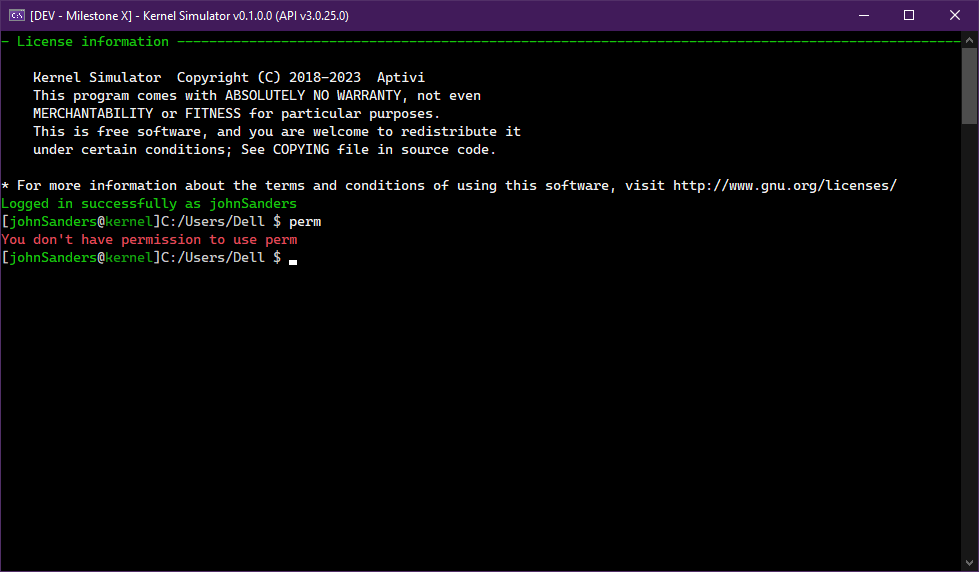 [DEV - Milestone X] - Kernel Simulator v0.1.0.0 (API v3.0.25.0)
- License information
Kernel Simulator  Copyright (C) 2018-2023  Aptivi
This program comes with ABSOLUTELY NO WARRANTY, not even
MERCHANTABILITY or FITNESS for particular purposes.
This is free software, and you are welcome to redistribute it
under certain conditions; See COPYING file in source code.
* For more information about the terms and conditions of using this software, visit http://www.gnu.org/licenses/
Logged in successfully as johnSanders
[johnSanders@kernel]C:/Users/Dell $ perm
You don't have permission to use perm
[johnSanders@kernel]C:/Users/Dell $